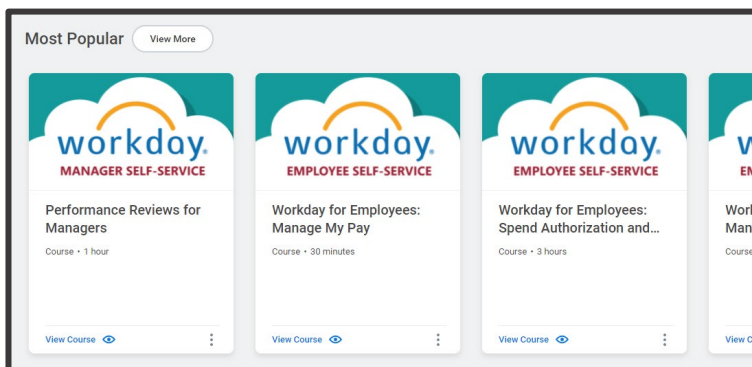 Most Popular
View More
workday.
MANAGER SELF-SERVICE
Performance Reviews for
Managers
Course • 1 hour
View Course
workday.
EMPLOYEE SELF-SERVICE
Workday for Employees:
Manage My Pay
Course • 30 minutes
View Course
workday.
EMPLOYEE SELF-SERVICE
Workday for Employees:
Spend Authorization and...
Course • 3 hours
View Course